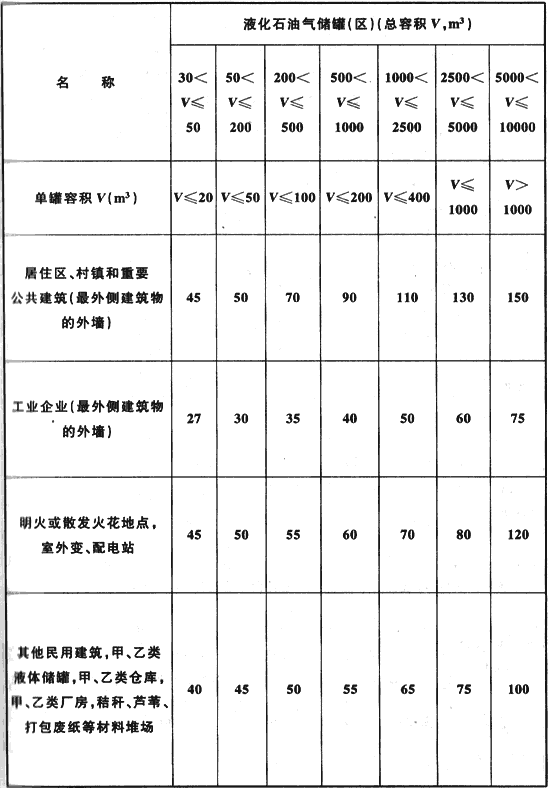 名 称
液化石油气储罐(区)(总容积 V,m³)
30< V≤ 50
50< V≤ 200
200< V≤ 500
500< V≤ 1000
1000< V≤ 2500
2500< V≤ 5000
5000< V≤ 10000
单罐容积 V(m³) V≤20 V≤50 V≤100 V≤200 V≤400 V≤ 1000 V> 1000
居住区、村镇和重要
公共建筑(最外侧建筑物
的外墙)
45 50 70 90 110 130 150
工业企业(最外侧建筑物
的外墙)
27 30 35 40 50 60 75
明火或散发火花地点,
室外变、配电站
45 50 55 60 70 80 120
其他民用建筑,甲、乙类
液体储罐,甲、乙类仓库,
甲、乙类厂房,秸秆、芦苇、
打包废纸等材料堆场
40 45 50 55 65 75 100